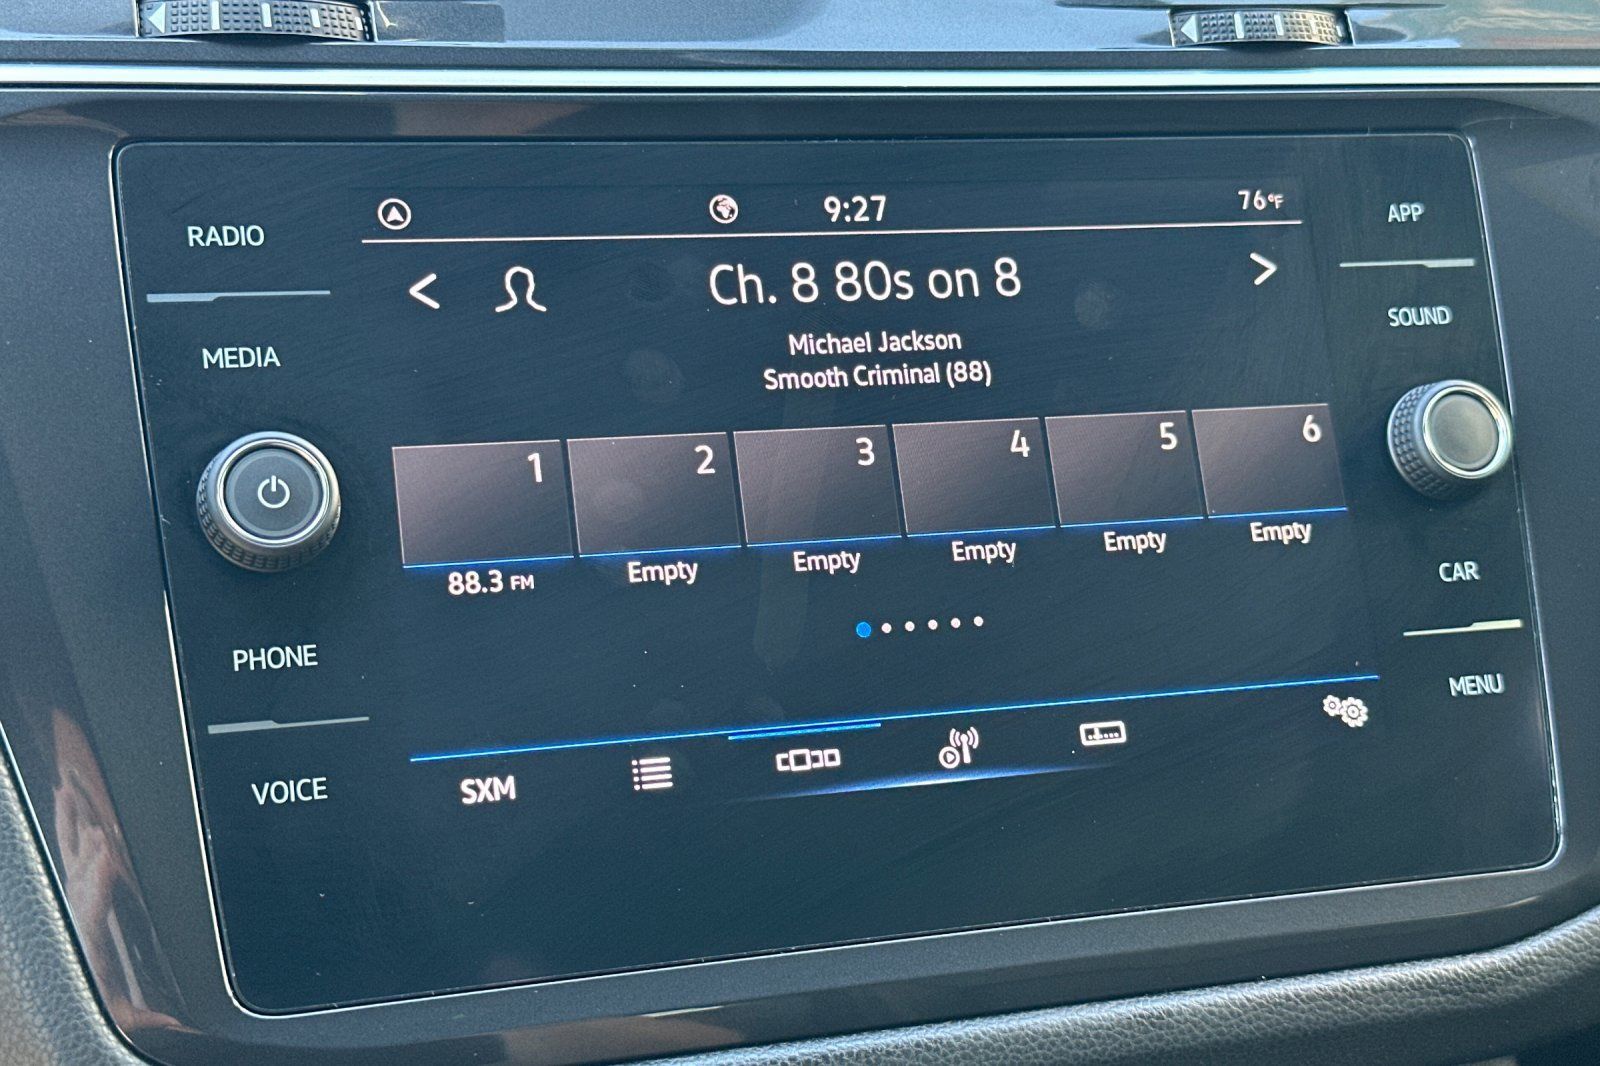 9:27
76°F
RADIO
APP
Ch. 8 80s on 8
MEDIA
Michael Jackson
SOUND
Smooth Criminal (88)
1
2
3
4
5
6
88.3 FM
Empty
Empty
Empty
Empty
Empty
CAR
PHONE
MENU
VOICE
SXM